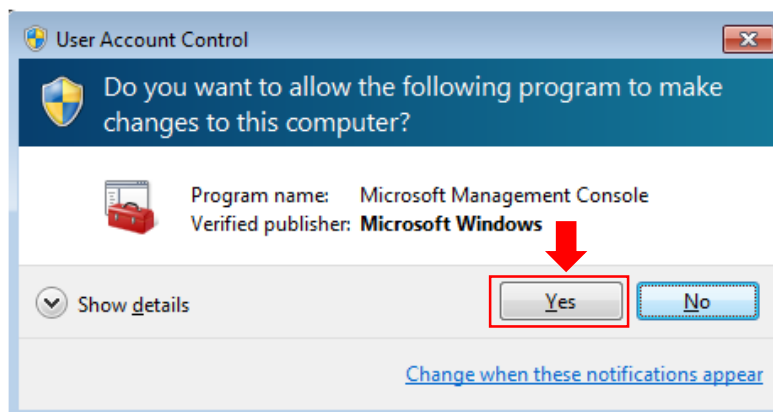 User Account Control
Do you want to allow the following program to make
changes to this computer?
Program name: Microsoft Management Console
Verified publisher: Microsoft Windows
Show details
Yes
No
Change when these notifications appear